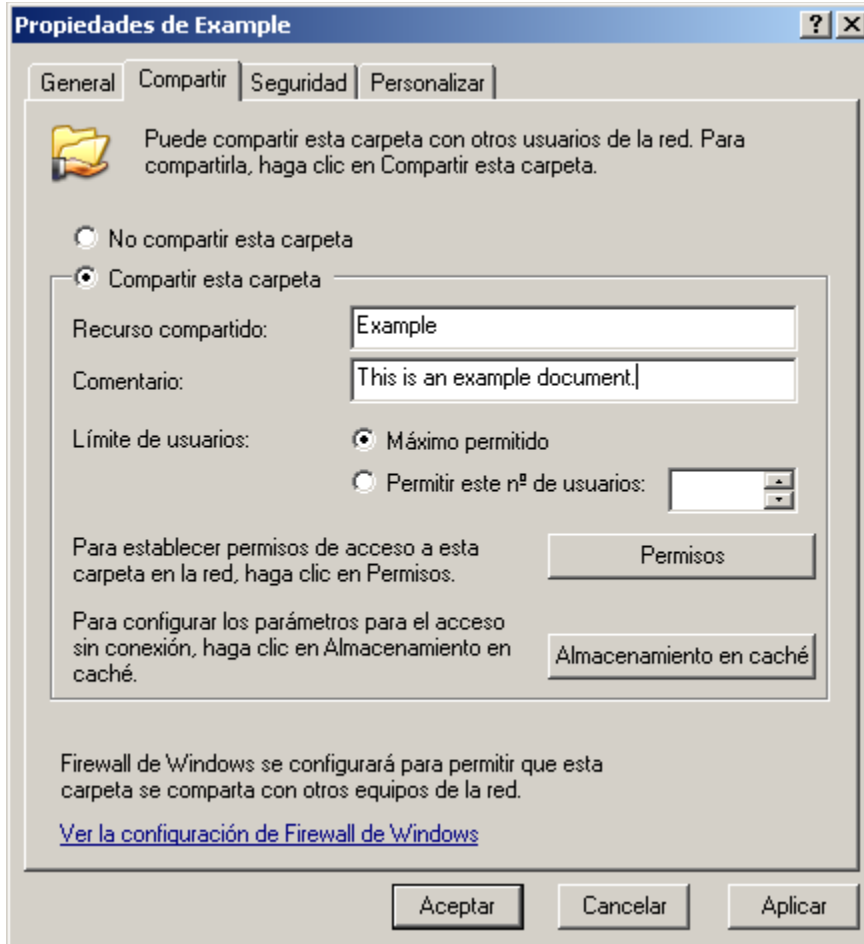 Propiedades de Example
General Compartir Seguridad Personalizar
Puede compartir esta carpeta con otros usuarios de la red. Para
compartirla, haga clic en Compartir esta carpeta.
No compartir esta carpeta
Compartir esta carpeta
Recurso compartido: Example
Comentario: This is an example document.
Límite de usuarios: Máximo permitido
Permitir este nº de usuarios:
Para establecer permisos de acceso a esta
carpeta en la red, haga clic en Permisos.
Permisos
Para configurar los parámetros para el acceso
sin conexión, haga clic en Almacenamiento en
caché.
Almacenamiento en caché
Firewall de Windows se configurará para permitir que esta
carpeta se comparta con otros equipos de la red.
Ver la configuración de Firewall de Windows
Aceptar Cancelar Aplicar